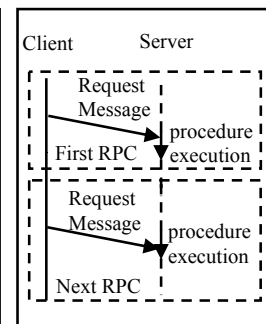 Client Server
Request
Message
procedure
execution
First RPC
Request
Message
procedure
execution
Next RPC